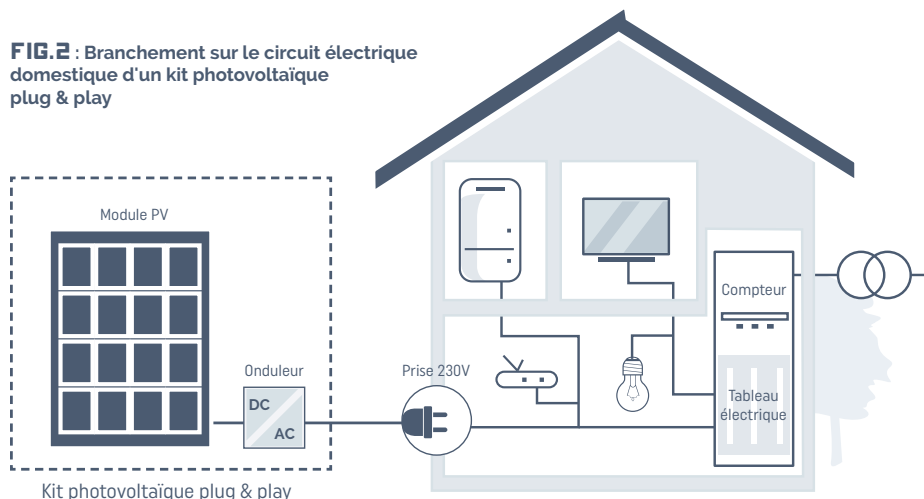 FIG.2 : Branchement sur le circuit électrique
domestique d'un kit photovoltaïque
plug & play
Module PV
Onduleur
DC
AC
Prise 230V
Compteur
Tableau
électrique
Kit photovoltaïque plug & play